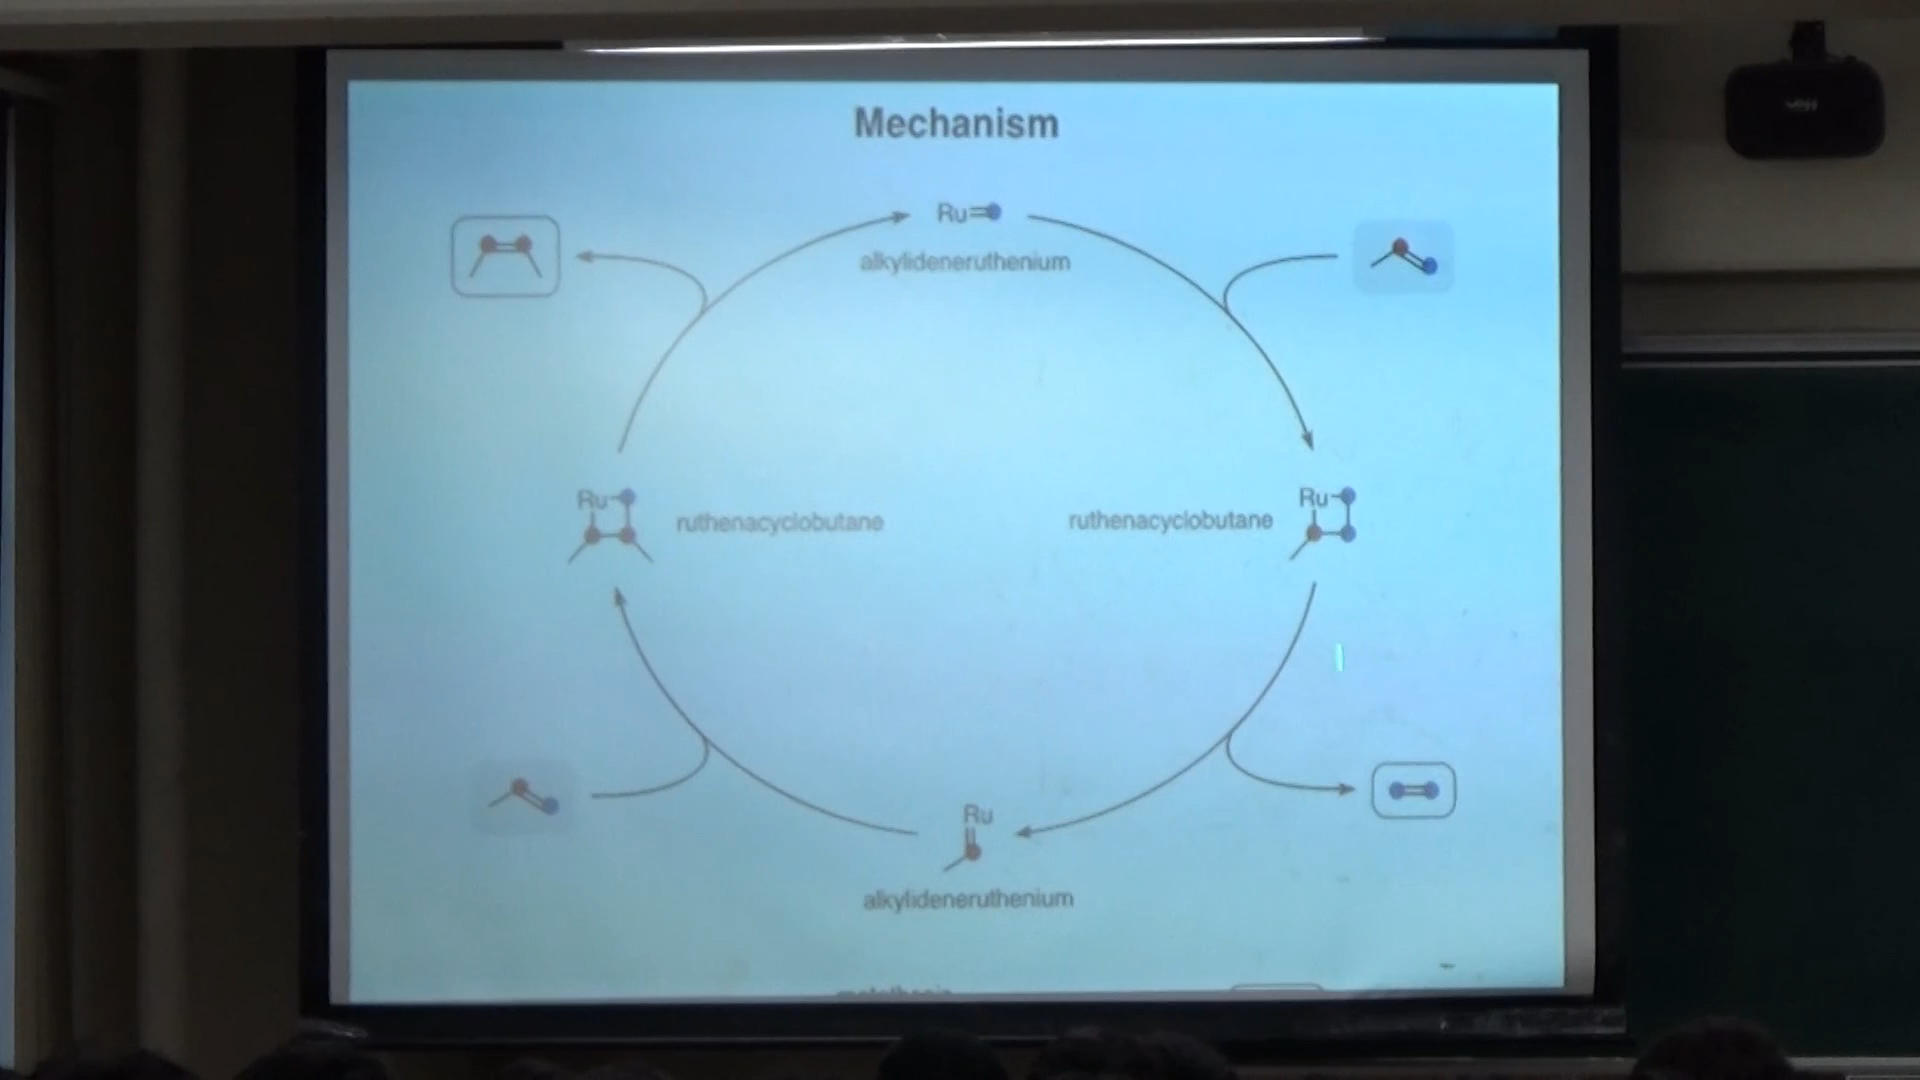 Mechanism
Ru
alkylideneruthenium
Ru
ruthenacyclobutane
ruthenacyclobutane
Ru
Ru
alkylideneruthenium